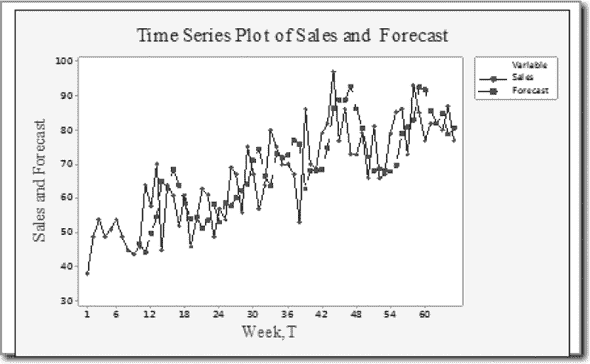 Time Series Plot of Sales and Forecast
Variable
Sales
Forecast
Sales and Forecast
100
90
80
70
60
50
40
30
1 6 12 18 24 30 36 42 48 54 60
Week,T